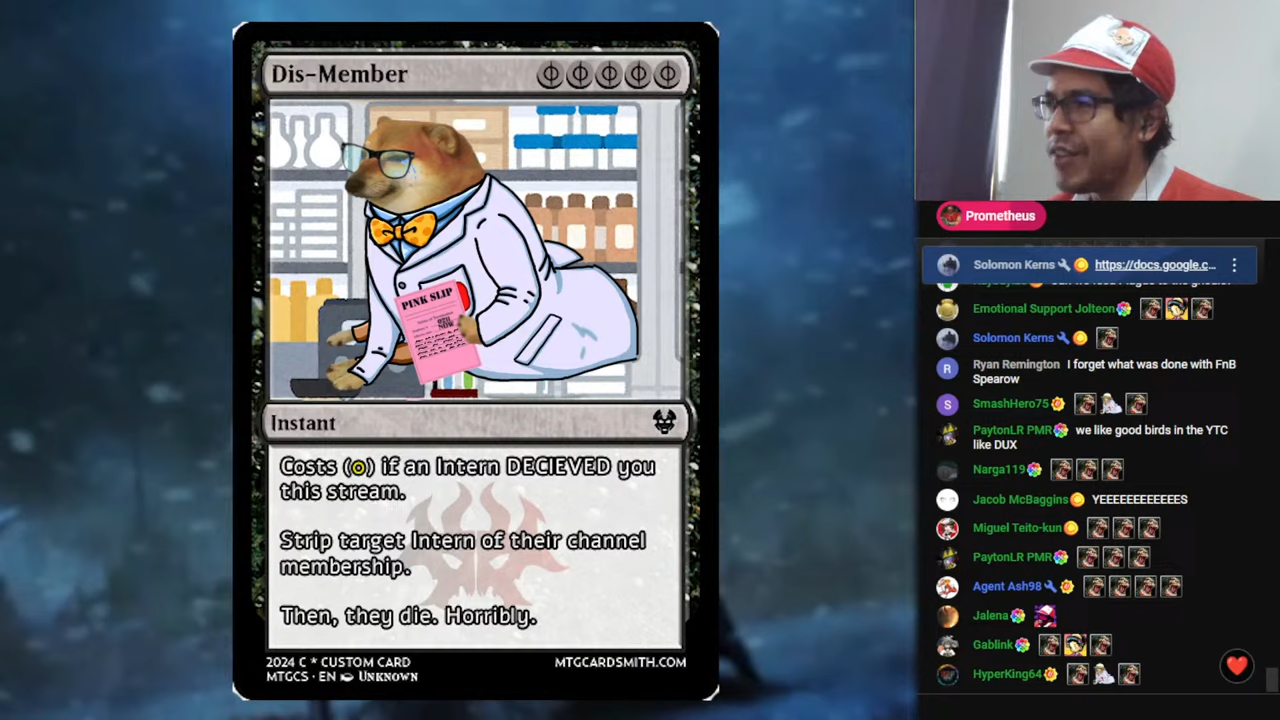 Dis-Member
PINK SLIP
Instant
Costs (o) if an Intern DECIEVED you
this stream.
Strip target Intern of their channel
membership.
Then, they die. Horribly.
2024 C * CUSTOM CARD
MTGCARDSMITH.COM
MTGCS · EN UNKNOWN
Prometheus
Solomon Kerns https://docs.google.c...
Emotional Support Jolteon
Solomon Kerns
Ryan Remington I forget what was done with FnB
Spearow
SmashHero75
PaytonLR PMR we like good birds in the YTC
like DUX
Narga119
Jacob McBaggins YEEEEEEEEEEEES
Miguel Teito-kun
PaytonLR PMR
Agent Ash98
Jalena
Gablink
HyperKing64